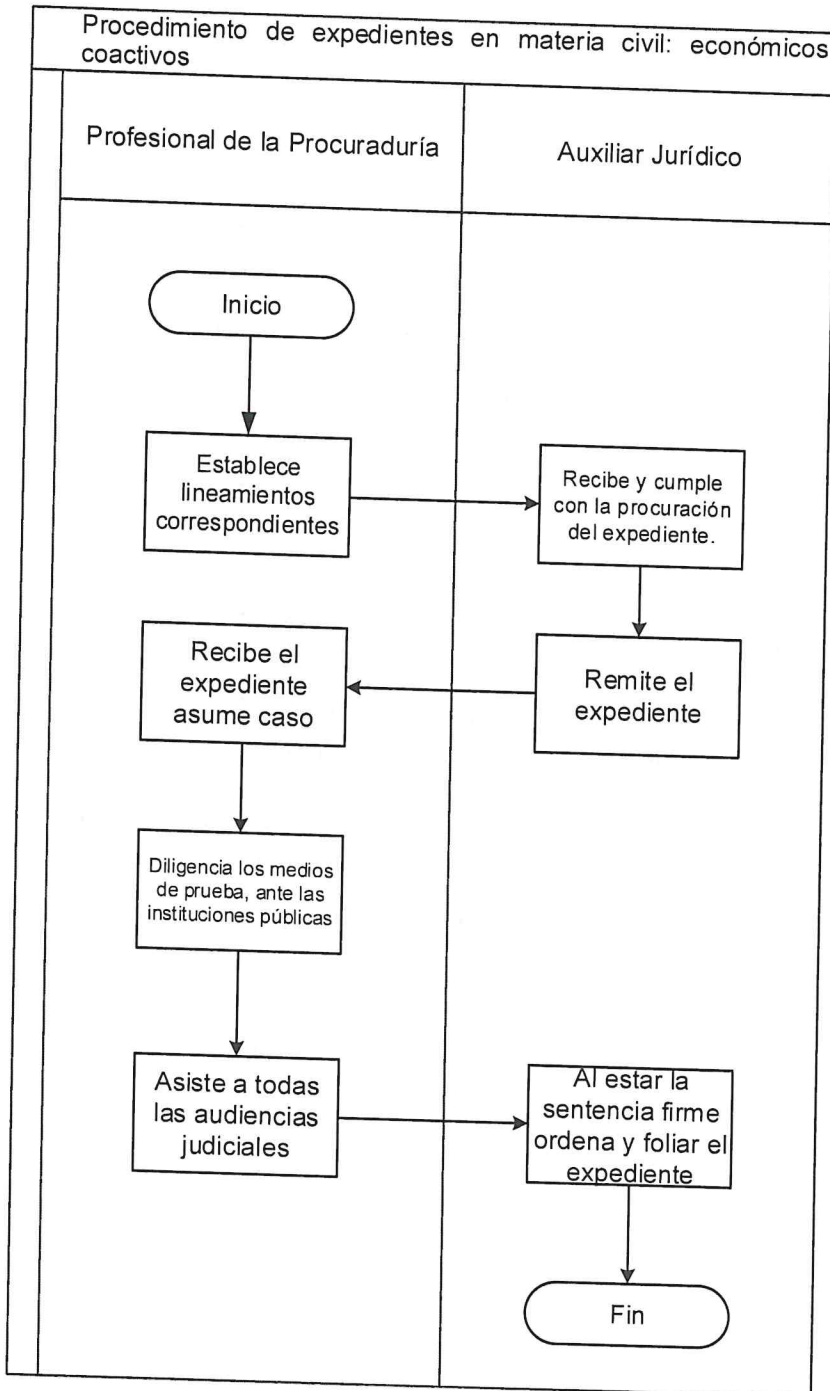 Procedimiento de expedientes en materia civil: económicos
coactivos
Profesional de la Procuraduría
Auxiliar Jurídico
Inicio
Establece
lineamientos
correspondientes
Recibe y cumple
con la procuración
del expediente.
Remite el
expediente
Recibe el
expediente
asume caso
Diligencia los medios
de prueba, ante las
instituciones públicas
Asiste a todas
las audiencias
judiciales
Al estar la
sentencia firme
ordena y foliar el
expediente
Fin